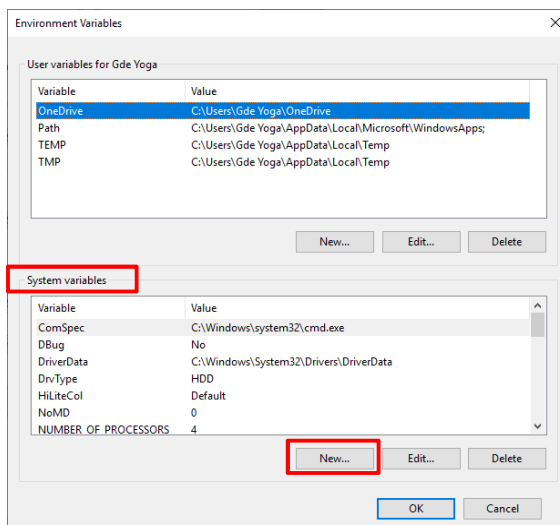 Environment Variables
User variables for Gde Yoga
Variable Value
OneDrive C:\Users\Gde Yoga\OneDrive
Path C:\Users\Gde Yoga\AppData\Local\Microsoft\WindowsApps;
TEMP C:\Users\Gde Yoga\AppData\Local\Temp
TMP C:\Users\Gde Yoga\AppData\Local\Temp
New... Edit... Delete
System variables
Variable Value
ComSpec C:\Windows\system32\cmd.exe
DBug No
DriverData C:\Windows\System32\Drivers\DriverData
DrvType HDD
HiLiteCol Default
NoMD 0
NUMBER_OF_PROCESSORS 4
New... Edit... Delete
OK Cancel